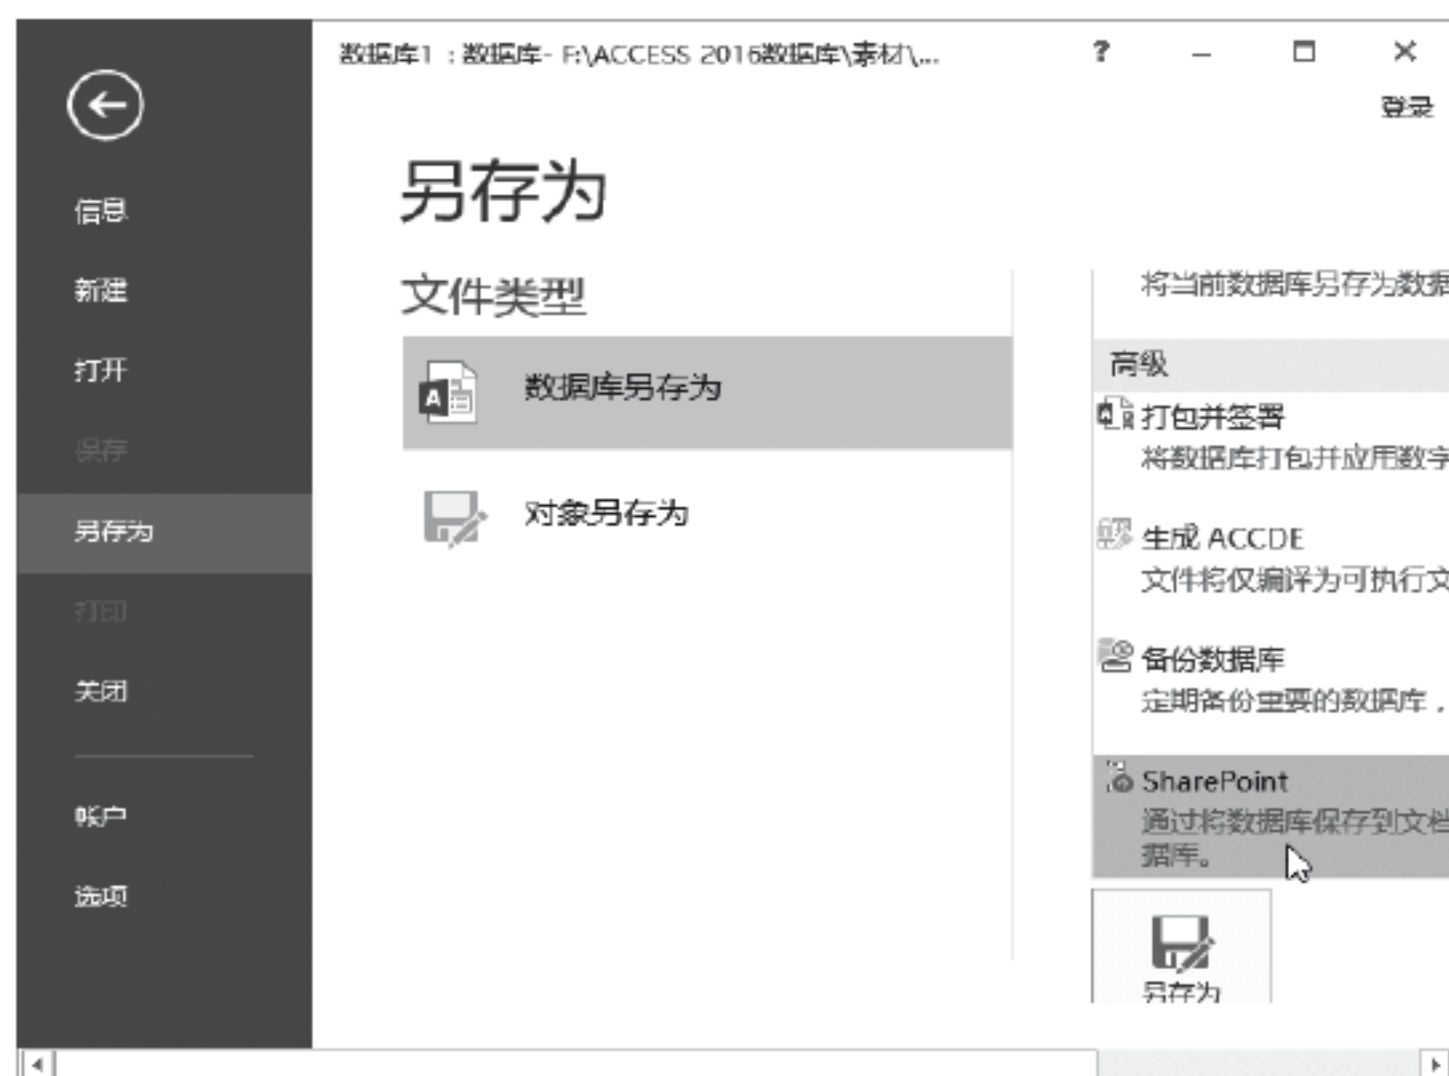 数据库1 : 数据库- F:\ACCESS 2016数据库\素材\...
?
登录
信息
新建
打开
保存
另存为
打印
关闭
帐户
选项
另存为
文件类型
数据库另存为
对象另存为
将当前数据库另存为数据
高级
打包并签署
将数据库打包并应用数字
生成 ACCDE
文件将仅编译为可执行文
备份数据库
定期备份重要的数据库，
SharePoint
通过将数据库保存到文档
据库。
另存为